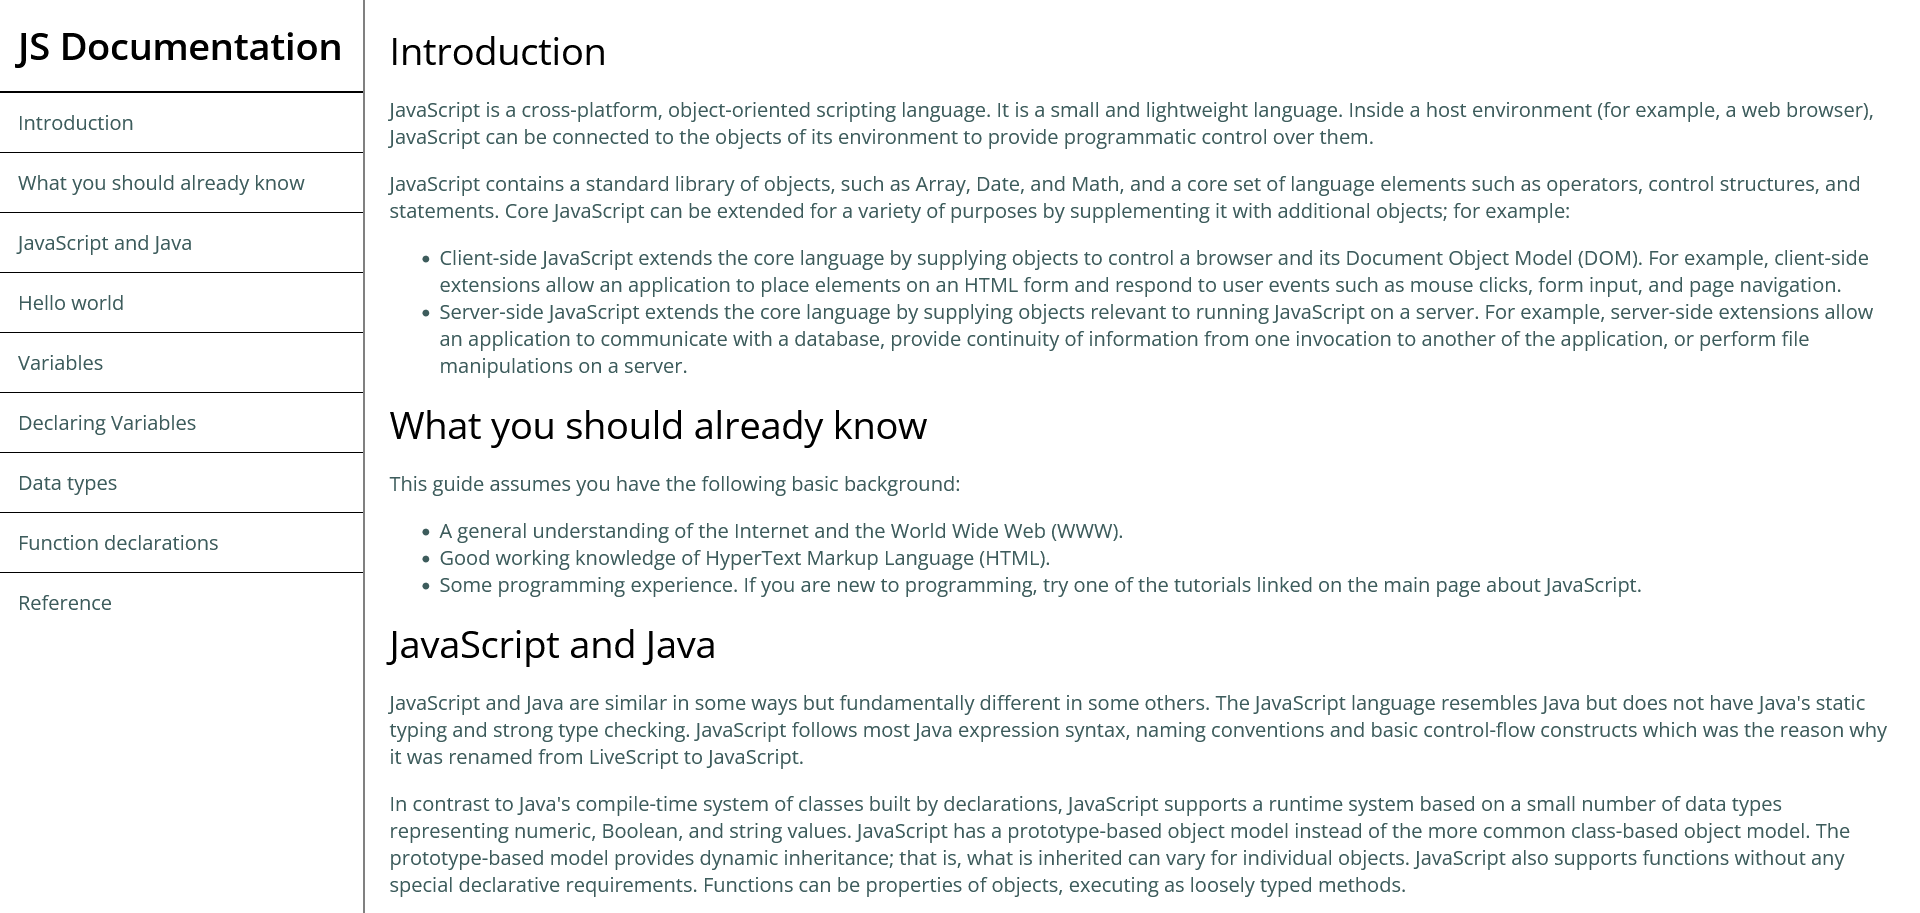 JS Documentation
Introduction
What you should already know
JavaScript and Java
Hello world
Variables
Declaring Variables
Data types
Function declarations
Reference
Introduction
JavaScript is a cross-platform, object-oriented scripting language. It is a small and lightweight language. Inside a host environment (for example, a web browser),
JavaScript can be connected to the objects of its environment to provide programmatic control over them.
JavaScript contains a standard library of objects, such as Array, Date, and Math, and a core set of language elements such as operators, control structures, and
statements. Core JavaScript can be extended for a variety of purposes by supplementing it with additional objects; for example:
• Client-side JavaScript extends the core language by supplying objects to control a browser and its Document Object Model (DOM). For example, client-side
extensions allow an application to place elements on an HTML form and respond to user events such as mouse clicks, form input, and page navigation.
• Server-side JavaScript extends the core language by supplying objects relevant to running JavaScript on a server. For example, server-side extensions allow
an application to communicate with a database, provide continuity of information from one invocation to another of the application, or perform file
manipulations on a server.
What you should already know
This guide assumes you have the following basic background:
• A general understanding of the Internet and the World Wide Web (WWW).
• Good working knowledge of HyperText Markup Language (HTML).
• Some programming experience. If you are new to programming, try one of the tutorials linked on the main page about JavaScript.
JavaScript and Java
JavaScript and Java are similar in some ways but fundamentally different in some others. The JavaScript language resembles Java but does not have Java's static
typing and strong type checking. JavaScript follows most Java expression syntax, naming conventions and basic control-flow constructs which was the reason why
it was renamed from LiveScript to JavaScript.
In contrast to Java's compile-time system of classes built by declarations, JavaScript supports a runtime system based on a small number of data types
representing numeric, Boolean, and string values. JavaScript has a prototype-based object model instead of the more common class-based object model. The
prototype-based model provides dynamic inheritance; that is, what is inherited can vary for individual objects. JavaScript also supports functions without any
special declarative requirements. Functions can be properties of objects, executing as loosely typed methods.